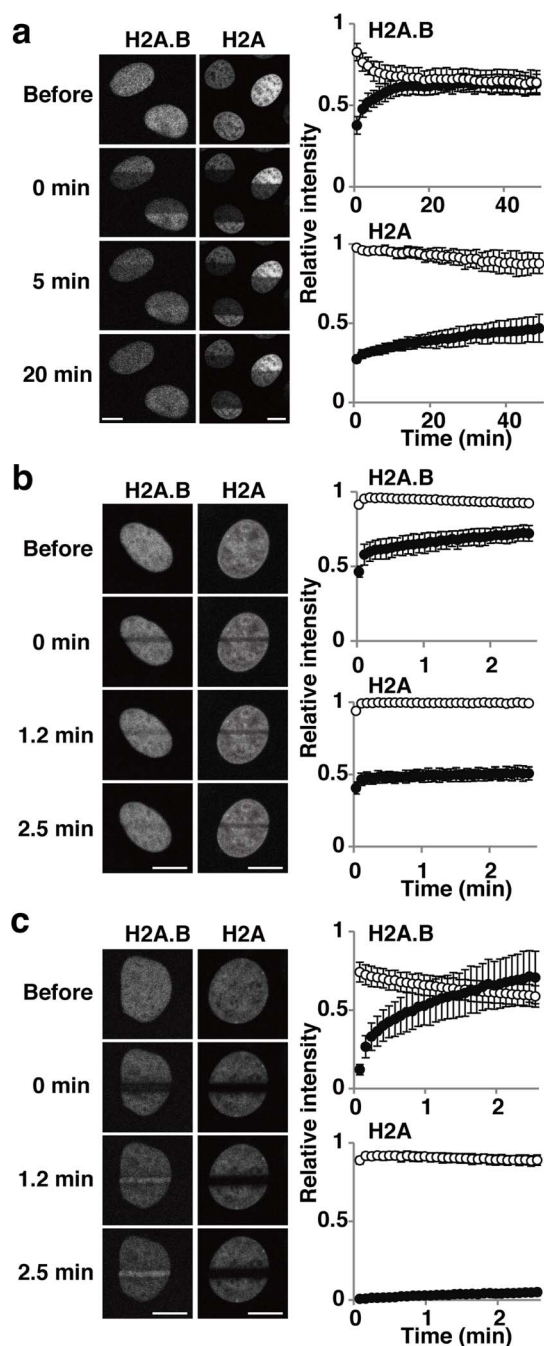 a
H2A.B H2A
Before
0 min
5 min
20 min
Relative intensity
H2A.B
1
0.5
0
0 20 40
H2A
1
0.5
0
0 20 40
Time (min)
b
H2A.B H2A
Before
0 min
1.2 min
2.5 min
Relative intensity
H2A.B
1
0.5
0
0 1 2
H2A
1
0.5
0
0 1 2
Time (min)
c
H2A.B H2A
Before
0 min
1.2 min
2.5 min
Relative intensity
H2A.B
1
0.5
0
0 1 2
H2A
1
0.5
0
0 1 2
Time (min)